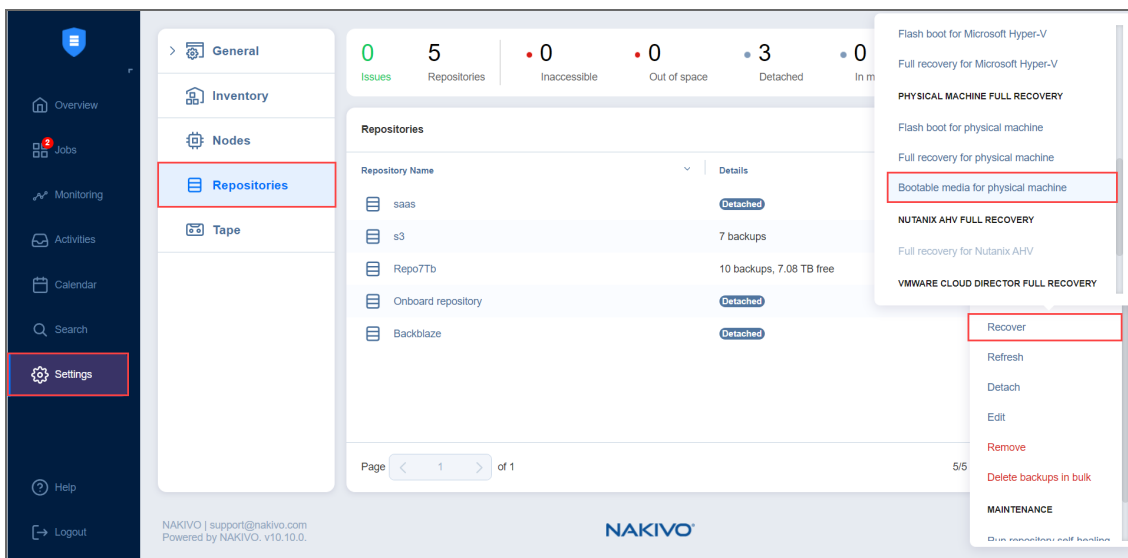 Overview
2
Jobs
Monitoring
Activities
Calendar
Search
Settings
Help
Logout
General
Inventory
Nodes
Repositories
Tape
0 5 0 0 3 0
Issues Repositories Inaccessible Out of space Detached In m
Repositories
Repository Name Details
saas Detached
s3 7 backups
Repo7Tb 10 backups, 7.08 TB free
Onboard repository Detached
Backblaze Detached
Page 1 of 1 5/5
Flash boot for Microsoft Hyper-V
Full recovery for Microsoft Hyper-V
PHYSICAL MACHINE FULL RECOVERY
Flash boot for physical machine
Full recovery for physical machine
Bootable media for physical machine
NUTANIX AHV FULL RECOVERY
Full recovery for Nutanix AHV
VMWARE CLOUD DIRECTOR FULL RECOVERY
Recover
Refresh
Detach
Edit
Remove
Delete backups in bulk
MAINTENANCE
Run repository self-healing
NAKIVO | support@nakivo.com
Powered by NAKIVO. v10.10.0.
NAKIVO®